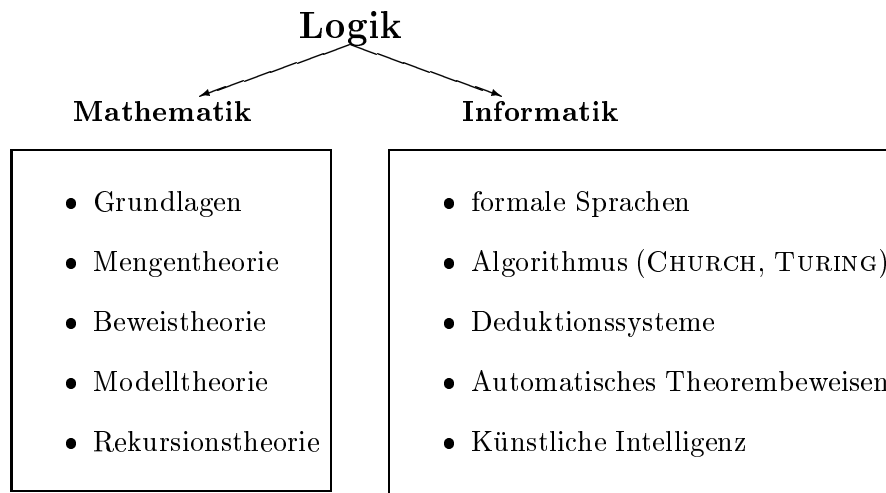 Logik
Mathematik
Informatik
• Grundlagen
• Mengentheorie
• Beweistheorie
• Modelltheorie
• Rekursionstheorie
• formale Sprachen
• Algorithmus (CHURCH, TURING)
• Deduktionssysteme
• Automatisches Theorembeweisen
• Künstliche Intelligenz